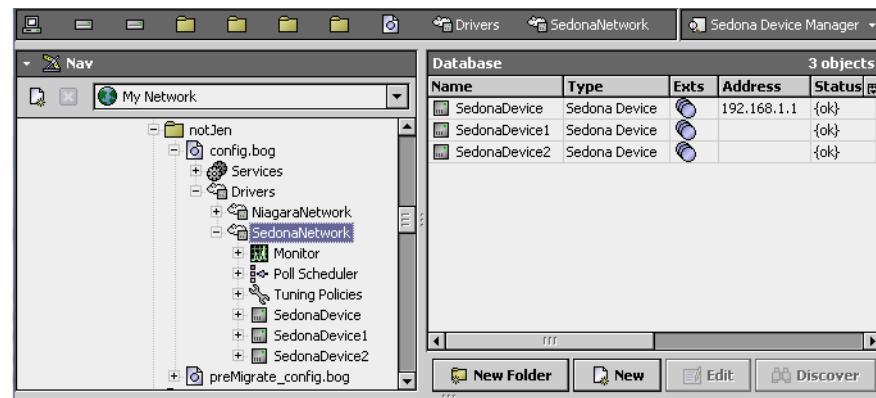 Drivers SedonaNetwork Sedona Device Manager
Nav
My Network
notJen
config.bog
Services
Drivers
NiagaraNetwork
SedonaNetwork
Monitor
Poll Scheduler
Tuning Policies
SedonaDevice
SedonaDevice1
SedonaDevice2
preMigrate_config.bog
Database 3 objects
Name Type Exts Address Status
SedonaDevice Sedona Device 192.168.1.1 {ok}
SedonaDevice1 Sedona Device {ok}
SedonaDevice2 Sedona Device {ok}
New Folder New Edit Discover